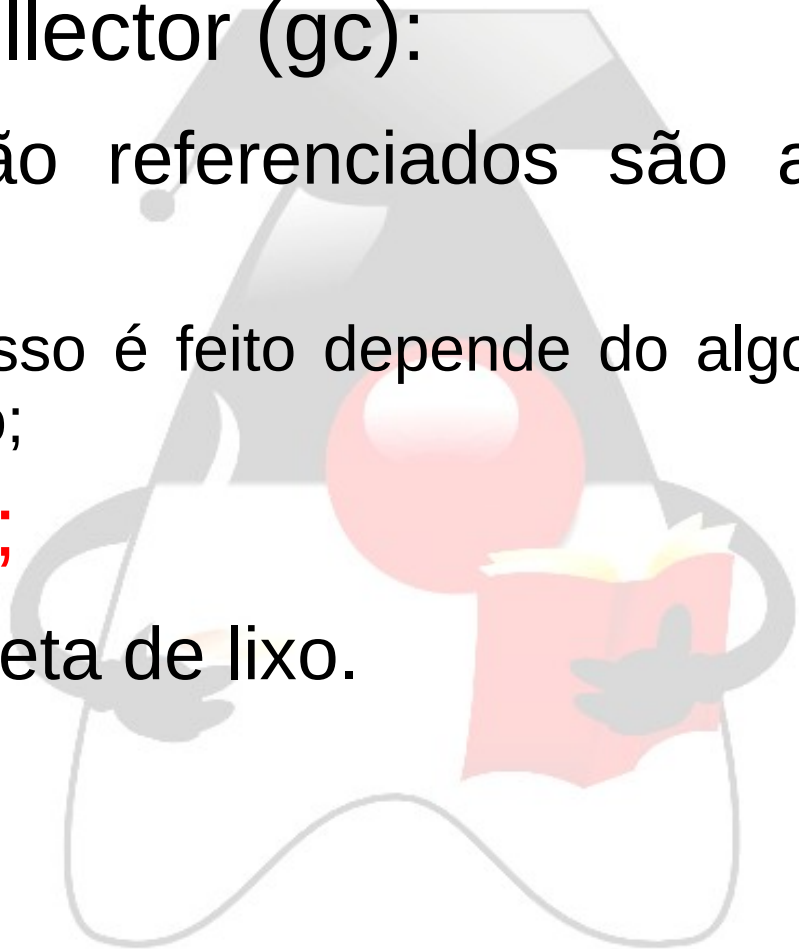 llector (gc):
ão referenciados são a
sso é feito depende do algo
o;
;
eta de lixo.